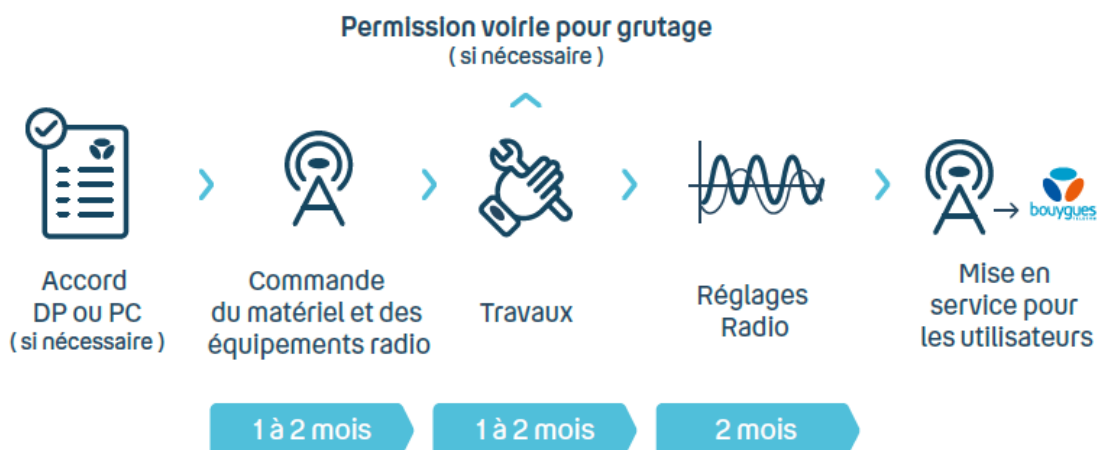 Permission voirie pour grutage
( si nécessaire )
Accord
DP ou PC
( si nécessaire )
Commande
du matériel et des
équipements radio
Travaux
Réglages
Radio
bouygues
TELECOM
Mise en
service pour
les utilisateurs
1 à 2 mois
1 à 2 mois
2 mois